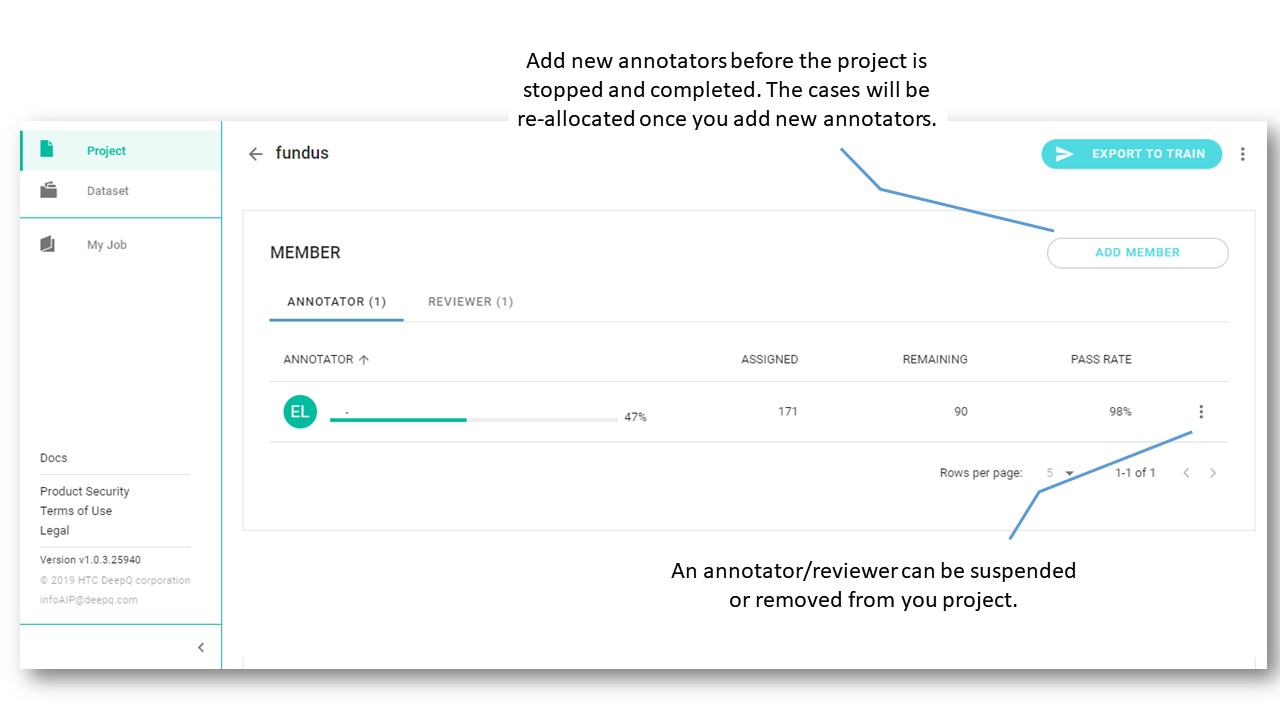 Add new annotators before the project is
stopped and completed. The cases will be
re-allocated once you add new annotators.
Project
Dataset
My Job
fundus
EXPORT TO TRAIN
MEMBER
ADD MEMBER
ANNOTATOR (1) REVIEWER (1)
ANNOTATOR ASSIGNED REMAINING PASS RATE
EL - 47% 171 90 98%
Rows per page: 5 1-1 of 1
An annotator/reviewer can be suspended
or removed from you project.
Docs
Product Security
Terms of Use
Legal
Version v1.0.3.25940
© 2019 HTC DeepQ corporation
infoAIP@deepq.com